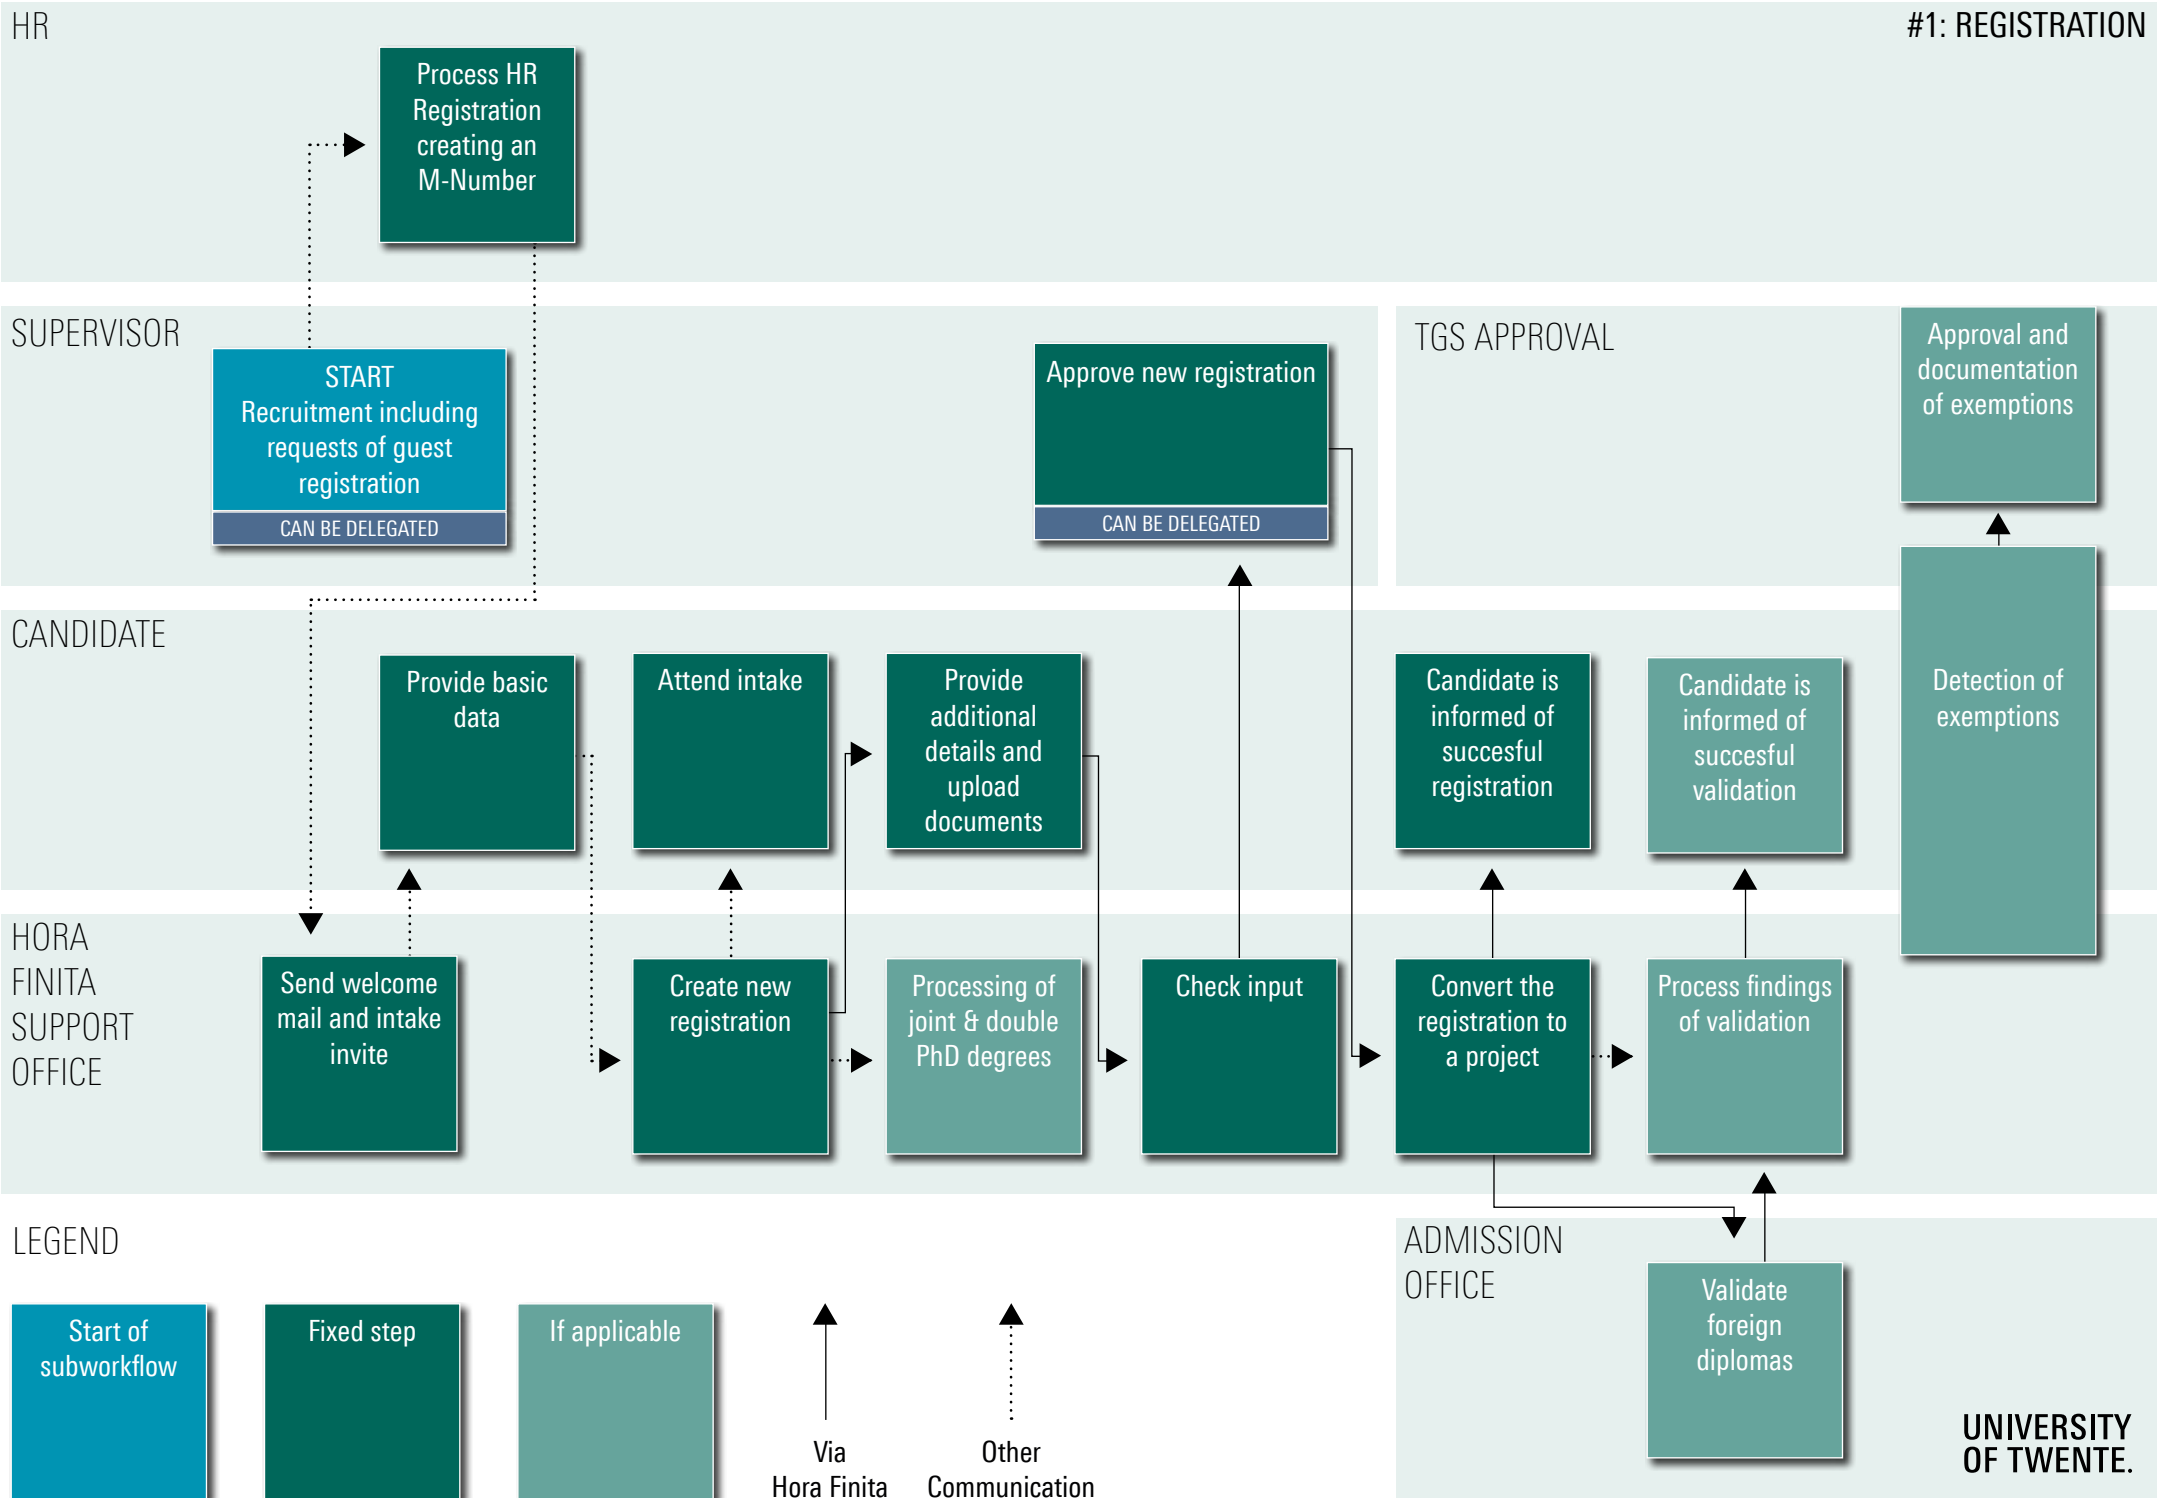 HR
#1: REGISTRATION
Process HR
Registration
creating an
M-Number
SUPERVISOR
START
Recruitment including
requests of guest
registration
CAN BE DELEGATED
Approve new registration
CAN BE DELEGATED
TGS APPROVAL
Approval and
documentation
of exemptions
CANDIDATE
Provide basic
data
Attend intake
Provide
additional
details and
upload
documents
Candidate is
informed of
succesful
registration
Candidate is
informed of
succesful
validation
Detection of
exemptions
HORA
FINITA
SUPPORT
OFFICE
Send welcome
mail and intake
invite
Create new
registration
Processing of
joint & double
PhD degrees
Check input
Convert the
registration to
a project
Process findings
of validation
LEGEND
Start of
subworkflow
Fixed step
If applicable
Via
Hora Finita
Other
Communication
ADMISSION
OFFICE
Validate
foreign
diplomas
UNIVERSITY
OF TWENTE.